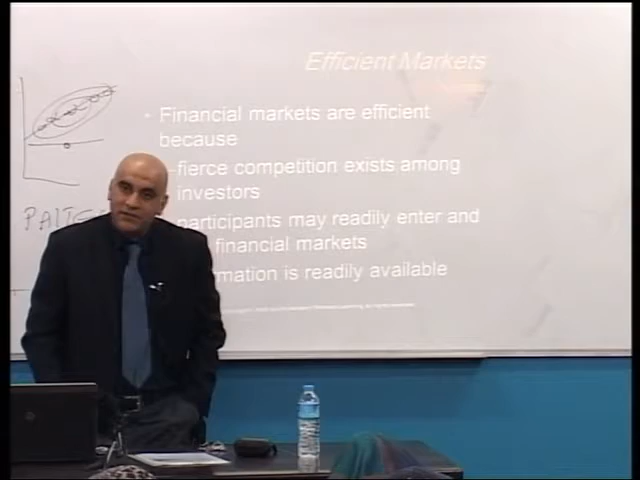 Efficient Markets
Financial markets are efficient
because
-fierce competition exists among
investors
participants may readily enter and
financial markets
mation is readily available